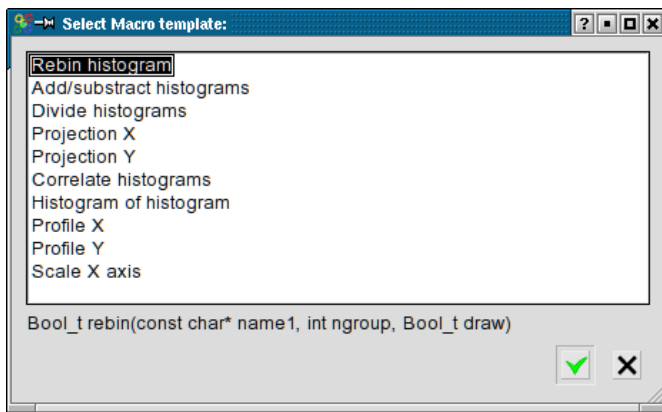 Select Macro template:
?
Rebin histogram
Add/substract histograms
Divide histograms
Projection X
Projection Y
Correlate histograms
Histogram of histogram
Profile X
Profile Y
Scale X axis
Bool_t rebin(const char* name1, int ngroup, Bool_t draw)